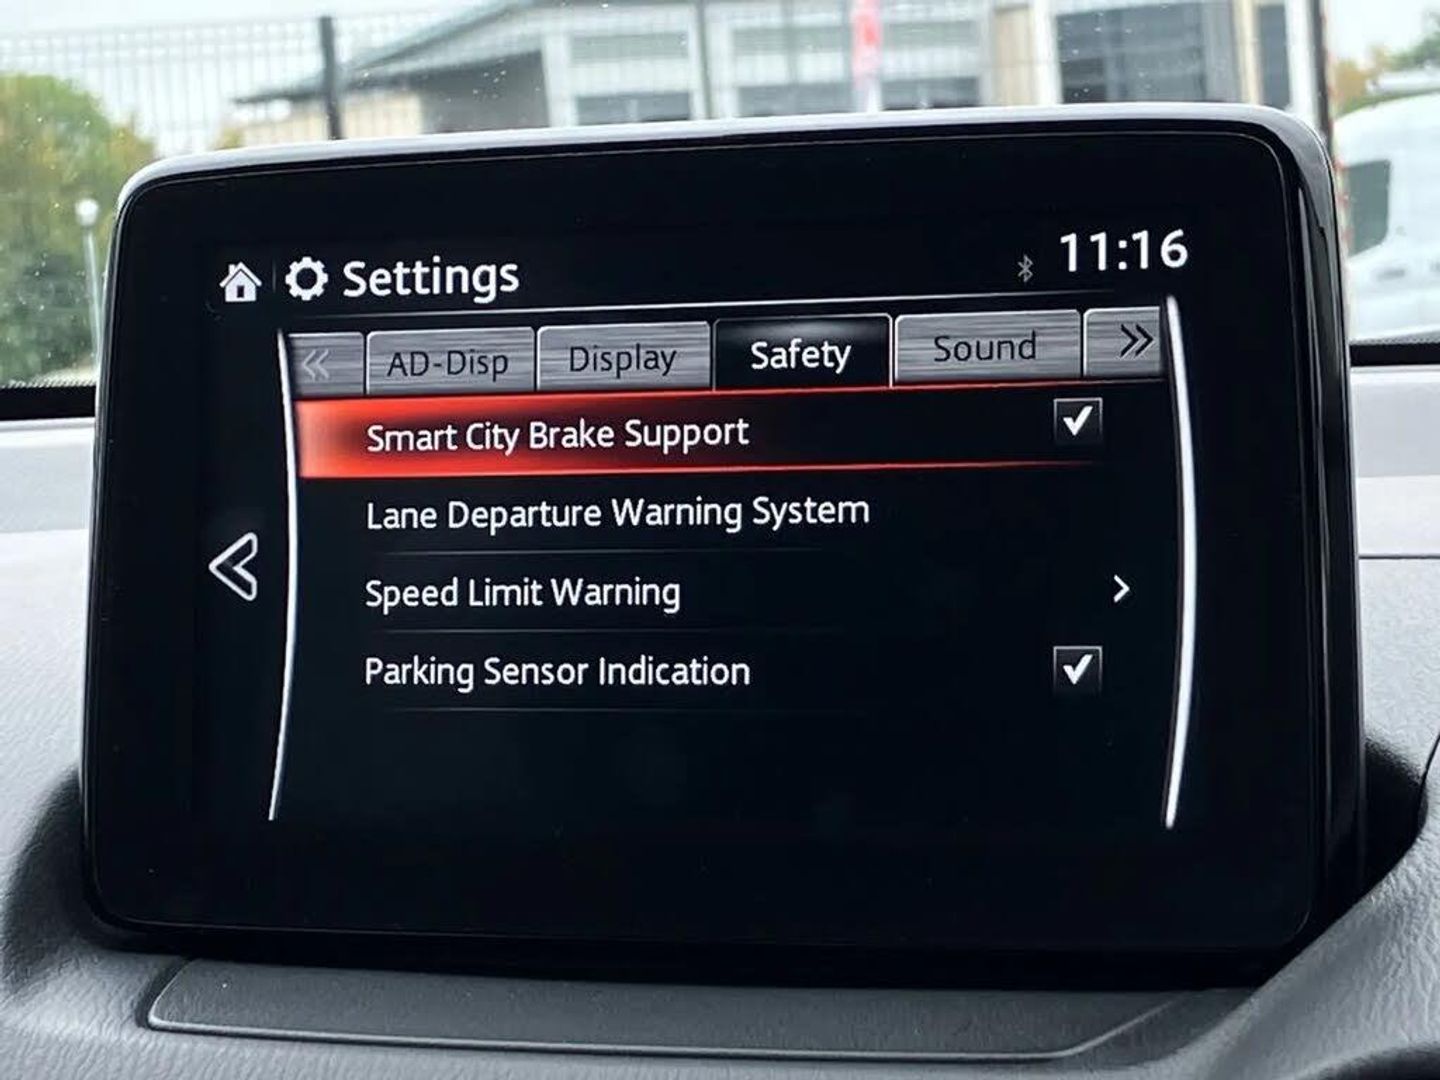 Settings
11:16
AD-Disp
Display
Safety
Sound
Smart City Brake Support
Lane Departure Warning System
Speed Limit Warning
Parking Sensor Indication